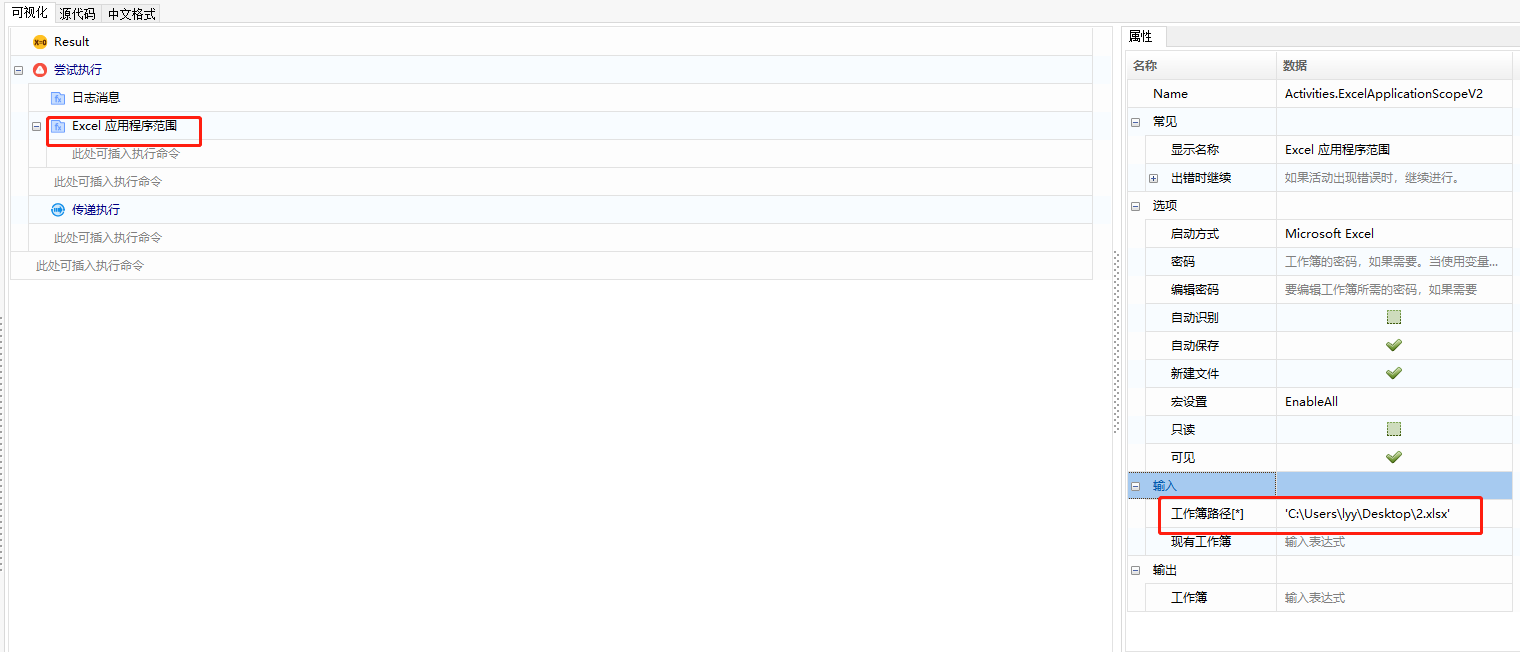 可视化 源代码 中文格式
Result
尝试执行
日志消息
Excel 应用程序范围
此处可插入执行命令
此处可插入执行命令
传递执行
此处可插入执行命令
此处可插入执行命令
属性
名称 数据
Name Activities.ExcelApplicationScopeV2
常见
显示名称 Excel 应用程序范围
出错时继续 如果活动出现错误时，继续进行。
选项
启动方式 Microsoft Excel
密码 工作簿的密码，如果需要。当使用变量...
编辑密码 要编辑工作簿所需的密码，如果需要
自动识别
自动保存
新建文件
宏设置 EnableAll
只读
可见
输入
工作簿路径[*] 'C:\Users\lyy\Desktop\2.xlsx'
现有工作簿 输入表达式
输出
工作簿 输入表达式